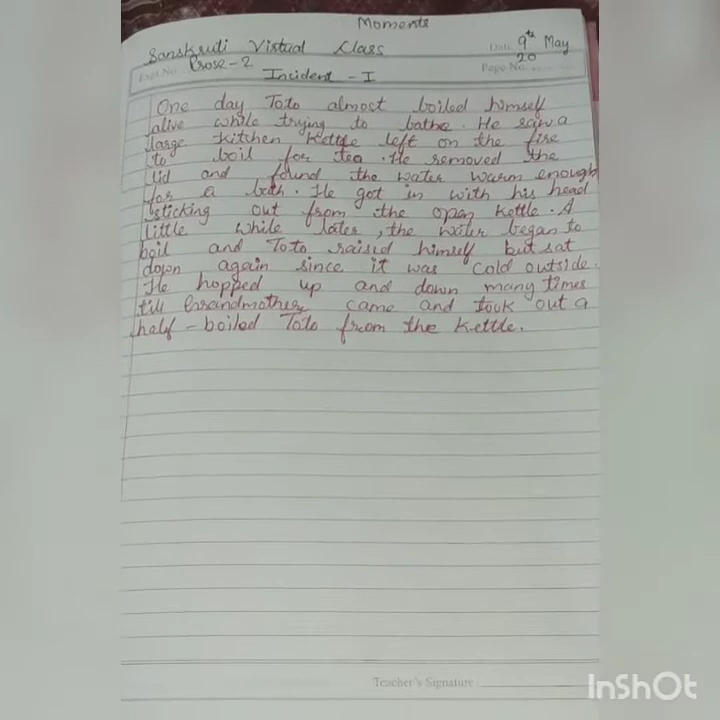 Moments
Sanskruti Virtual Class
Date 9th May
20
Expt. No. Prose-2
Page No.
Incident - I
One day Toto almost boiled himself
alive while trying to bathe. He saw a
large kitchen kettle left on the fire
to boil for tea. He removed the
lid and found the water warm enough
for a bath. He got in with his head
sticking out from the open kettle. A
little while later, the water began to
boil and Toto raised himself but sat
down again since it was cold outside.
He hopped up and down many times
till Grandmother came and took out a
half-boiled Toto from the kettle.
Teacher's Signature
InShOt